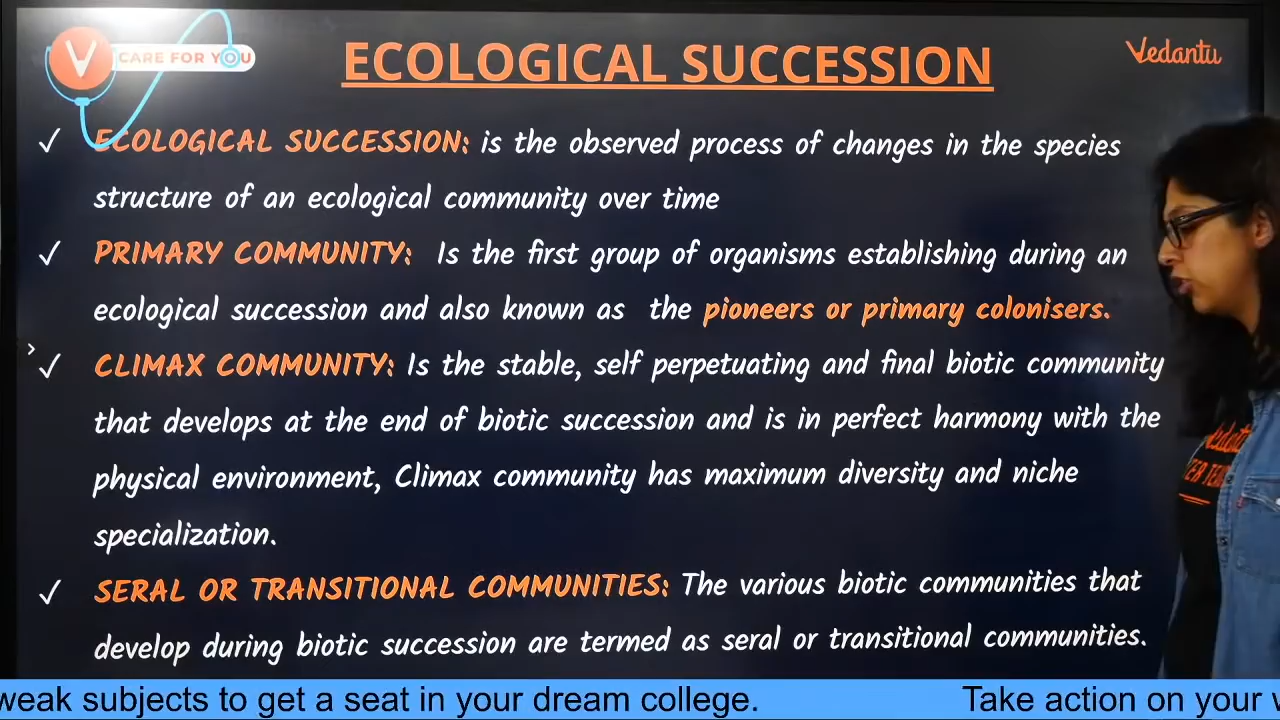 V CARE FOR YOU
ECOLOGICAL SUCCESSION
Vedantu
✓ ECOLOGICAL SUCCESSION: is the observed process of changes in the species
structure of an ecological community over time
✓ PRIMARY COMMUNITY: Is the first group of organisms establishing during an
ecological succession and also known as the pioneers or primary colonisers.
✓ CLIMAX COMMUNITY: Is the stable, self perpetuating and final biotic community
that develops at the end of biotic succession and is in perfect harmony with the
physical environment, Climax community has maximum diversity and niche
specialization.
✓ SERAL OR TRANSITIONAL COMMUNITIES: The various biotic communities that
develop during biotic succession are termed as seral or transitional communities.
weak subjects to get a seat in your dream college. Take action on your